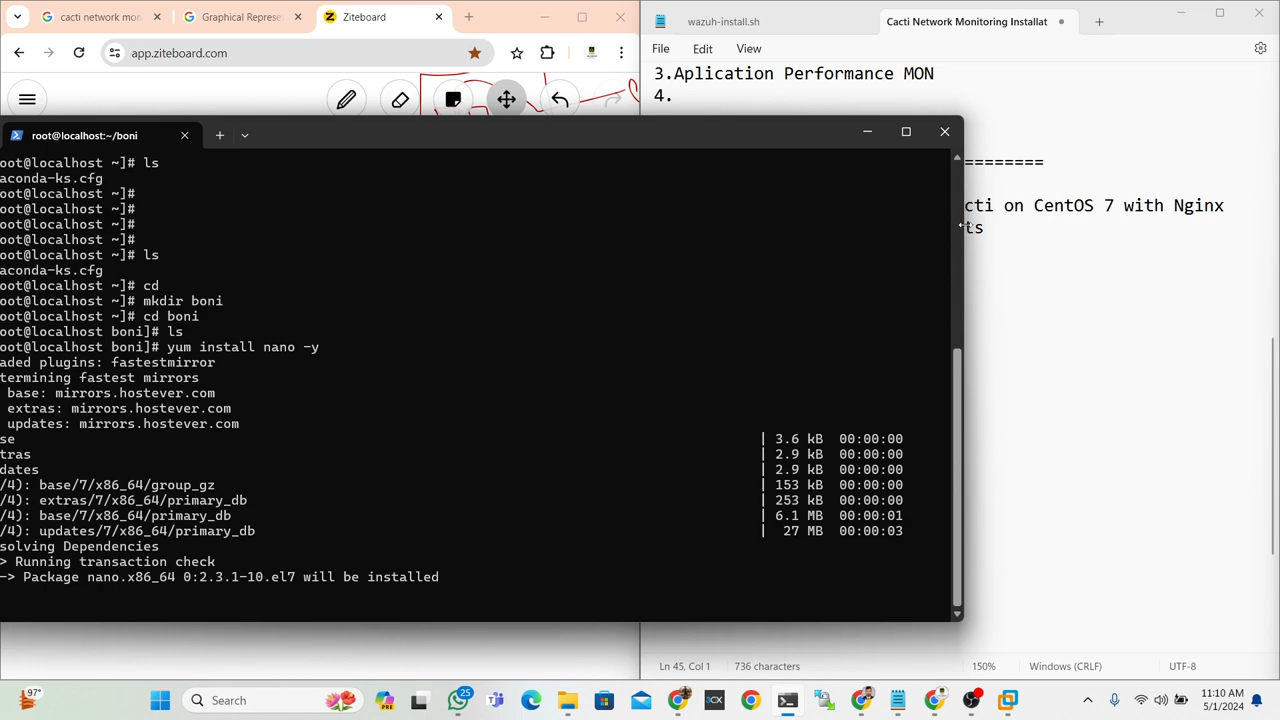 cacti network mon
Graphical Represe
Ziteboard
app.ziteboard.com
wazuh-install.sh
Cacti Network Monitoring Installat
File Edit View
3.Aplication Performance MON
4.
========
cti on CentOS 7 with Nginx
ts
root@localhost:~/boni
oot@localhost ~]# ls
aconda-ks.cfg
oot@localhost ~]#
oot@localhost ~]#
oot@localhost ~]#
oot@localhost ~]#
oot@localhost ~]# ls
aconda-ks.cfg
oot@localhost ~]# cd
oot@localhost ~]# mkdir boni
oot@localhost ~]# cd boni
oot@localhost boni]# ls
oot@localhost boni]# yum install nano -y
aded plugins: fastestmirror
termining fastest mirrors
base: mirrors.hostever.com
extras: mirrors.hostever.com
updates: mirrors.hostever.com
se | 3.6 kB 00:00:00
tras | 2.9 kB 00:00:00
dates | 2.9 kB 00:00:00
/4): base/7/x86_64/group_gz | 153 kB 00:00:00
/4): extras/7/x86_64/primary_db | 253 kB 00:00:00
/4): base/7/x86_64/primary_db | 6.1 MB 00:00:01
/4): updates/7/x86_64/primary_db | 27 MB 00:00:03
solving Dependencies
> Running transaction check
-> Package nano.x86_64 0:2.3.1-10.el7 will be installed
Ln 45, Col 1 736 characters 150% Windows (CRLF) UTF-8
97°
Search
PRE
25
3CX
11:10 AM
5/1/2024